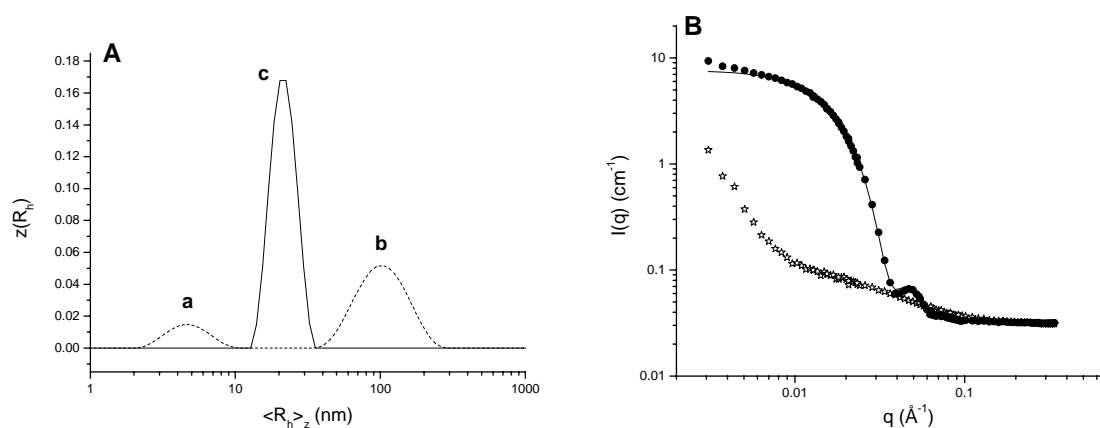 A
0.18
0.16
0.14
0.12
0.10
0.08
0.06
0.04
0.02
0.00
z(R_h)
a
c
b
1
10
100
1000
<R_h>_z (nm)
B
10
1
0.1
0.01
I(q) (cm⁻¹)
0.01
0.1
q (Å⁻¹)